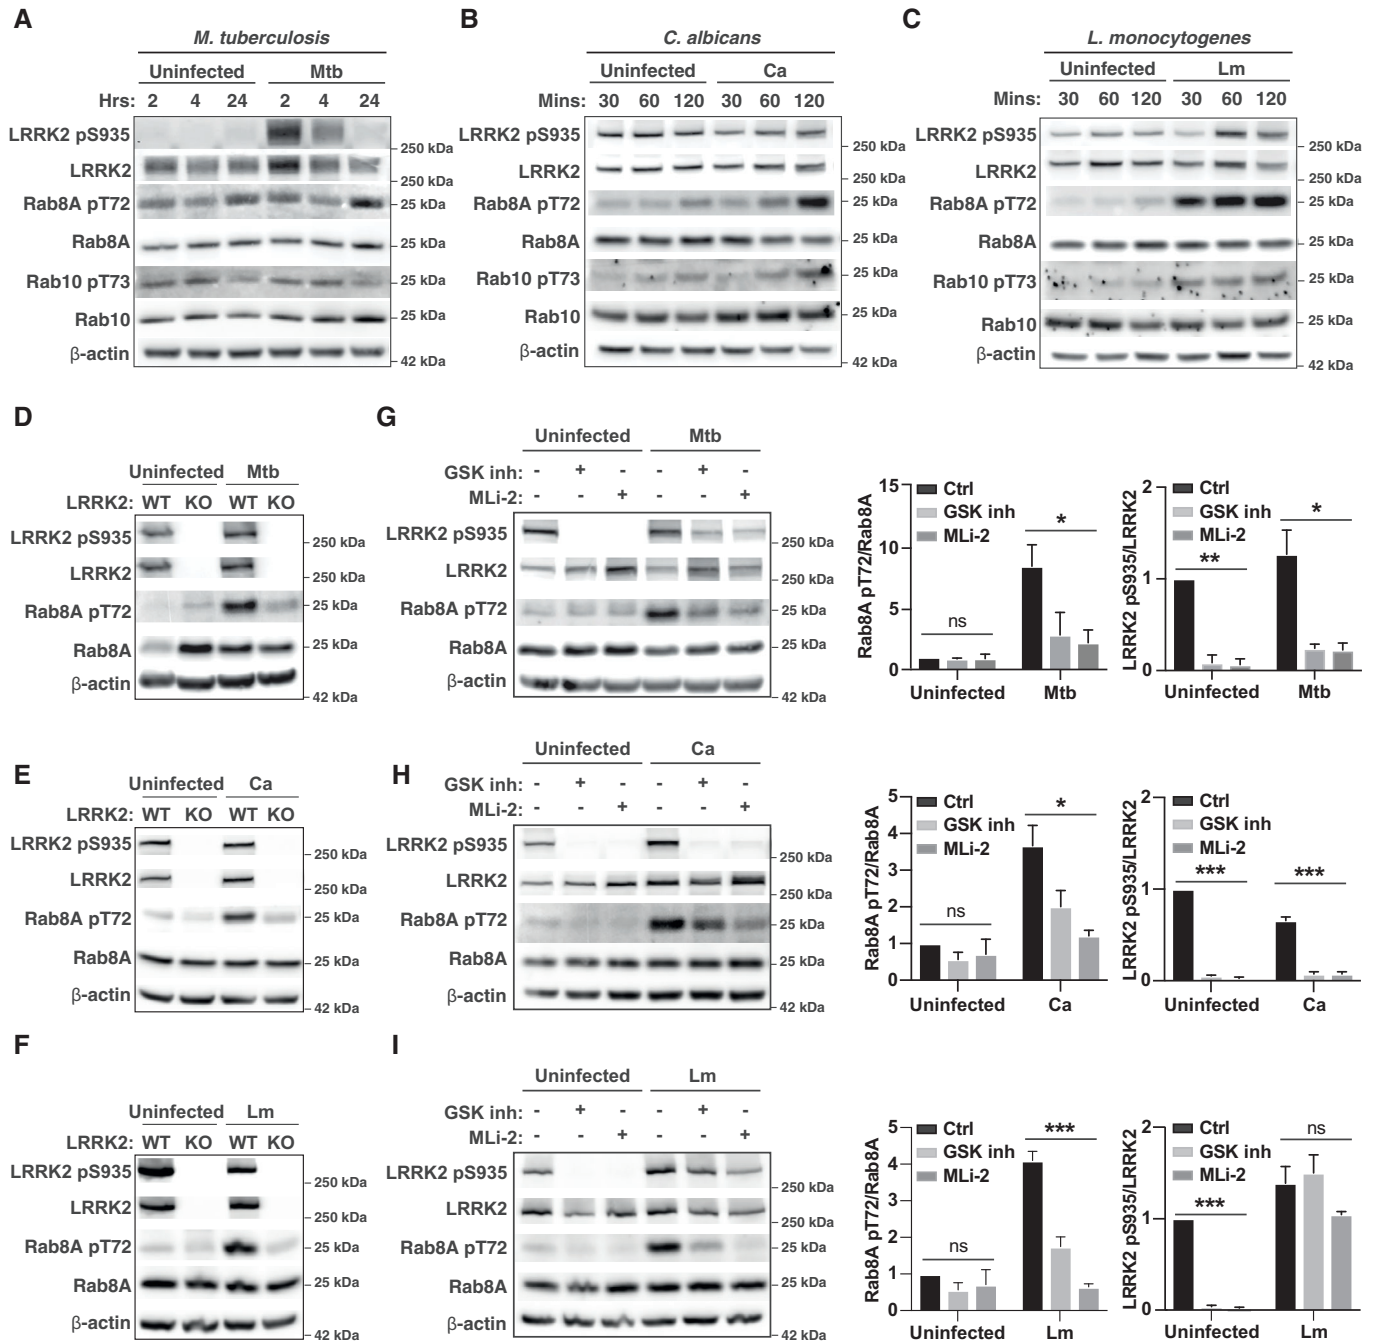 A
M. tuberculosis
Uninfected Mtb
Hrs: 2 4 24 2 4 24
LRRK2 pS935
250 kDa
LRRK2
250 kDa
Rab8A pT72
25 kDa
Rab8A
25 kDa
Rab10 pT73
25 kDa
Rab10
25 kDa
β-actin
42 kDa
B
C. albicans
Uninfected Ca
Mins: 30 60 120 30 60 120
LRRK2 pS935
250 kDa
LRRK2
250 kDa
Rab8A pT72
25 kDa
Rab8A
25 kDa
Rab10 pT73
25 kDa
Rab10
25 kDa
β-actin
42 kDa
C
L. monocytogenes
Uninfected Lm
Mins: 30 60 120 30 60 120
LRRK2 pS935
250 kDa
LRRK2
250 kDa
Rab8A pT72
25 kDa
Rab8A
25 kDa
Rab10 pT73
25 kDa
Rab10
25 kDa
β-actin
42 kDa
D
Uninfected Mtb
LRRK2: WT KO WT KO
LRRK2 pS935
250 kDa
LRRK2
250 kDa
Rab8A pT72
25 kDa
Rab8A
25 kDa
β-actin
42 kDa
G
Uninfected Mtb
GSK inh: - + - - + -
MLi-2: - - + - - +
LRRK2 pS935
250 kDa
LRRK2
250 kDa
Rab8A pT72
25 kDa
Rab8A
25 kDa
β-actin
42 kDa
Rab8A pT72/Rab8A
15
10
5
0
Ctrl
GSK inh
MLi-2
ns
*
Uninfected Mtb
LRRK2 pS935/LRRK2
2
1
0
Ctrl
GSK inh
MLi-2
**
*
Uninfected Mtb
E
Uninfected Ca
LRRK2: WT KO WT KO
LRRK2 pS935
250 kDa
LRRK2
250 kDa
Rab8A pT72
25 kDa
Rab8A
25 kDa
β-actin
42 kDa
H
Uninfected Ca
GSK inh: - + - - + -
MLi-2: - - + - - +
LRRK2 pS935
250 kDa
LRRK2
250 kDa
Rab8A pT72
25 kDa
Rab8A
25 kDa
β-actin
42 kDa
Rab8A pT72/Rab8A
5
4
3
2
1
0
Ctrl
GSK inh
MLi-2
ns
*
Uninfected Ca
LRRK2 pS935/LRRK2
2
1
0
Ctrl
GSK inh
MLi-2
***
***
Uninfected Ca
F
Uninfected Lm
LRRK2: WT KO WT KO
LRRK2 pS935
250 kDa
LRRK2
250 kDa
Rab8A pT72
25 kDa
Rab8A
25 kDa
β-actin
42 kDa
I
Uninfected Lm
GSK inh: - + - - + -
MLi-2: - - + - - +
LRRK2 pS935
250 kDa
LRRK2
250 kDa
Rab8A pT72
25 kDa
Rab8A
25 kDa
β-actin
42 kDa
Rab8A pT72/Rab8A
5
4
3
2
1
0
Ctrl
GSK inh
MLi-2
ns
***
Uninfected Lm
LRRK2 pS935/LRRK2
2
1
0
Ctrl
GSK inh
MLi-2
***
ns
Uninfected Lm